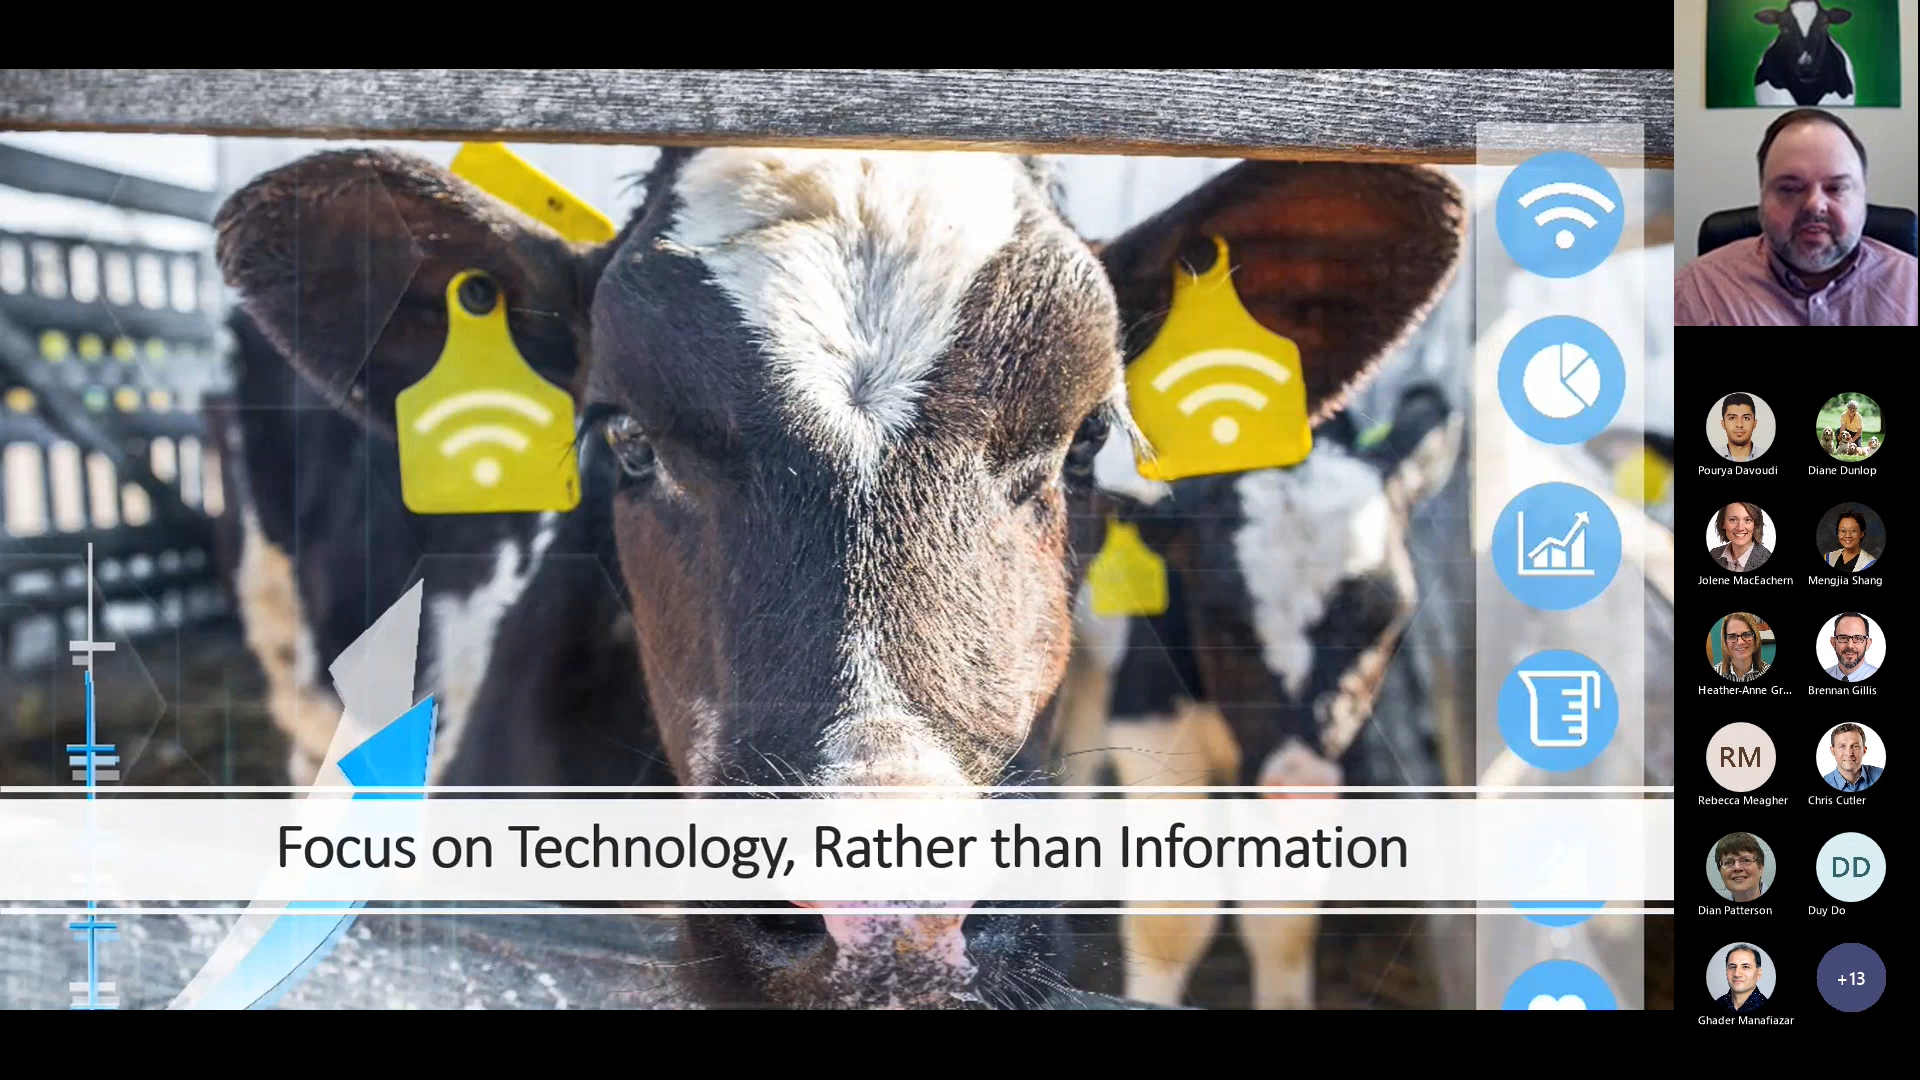 Focus on Technology, Rather than Information
Pourya Davoudi
Diane Dunlop
Jolene MacEachern
Mengjia Shang
Heather-Anne Gr...
Brennan Gillis
RM
Rebecca Meagher
Chris Cutler
Dian Patterson
DD
Duy Do
Ghader Manafiazar
+13